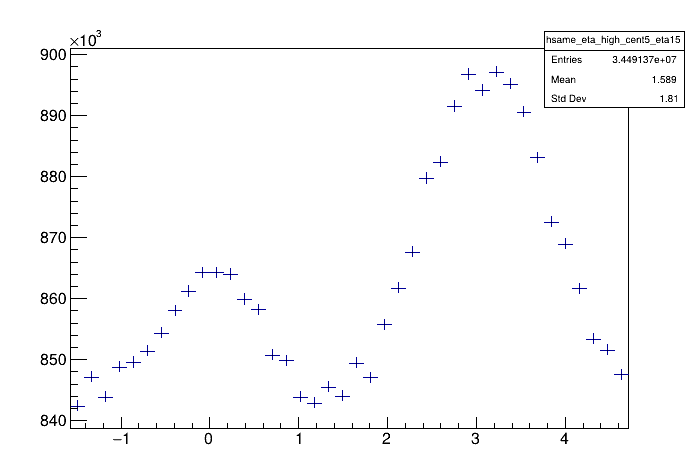 ×10³
hsame_eta_high_cent5_eta15
Entries 3.449137e+07
Mean 1.589
Std Dev 1.81
900
890
880
870
860
850
840
−1 0 1 2 3 4